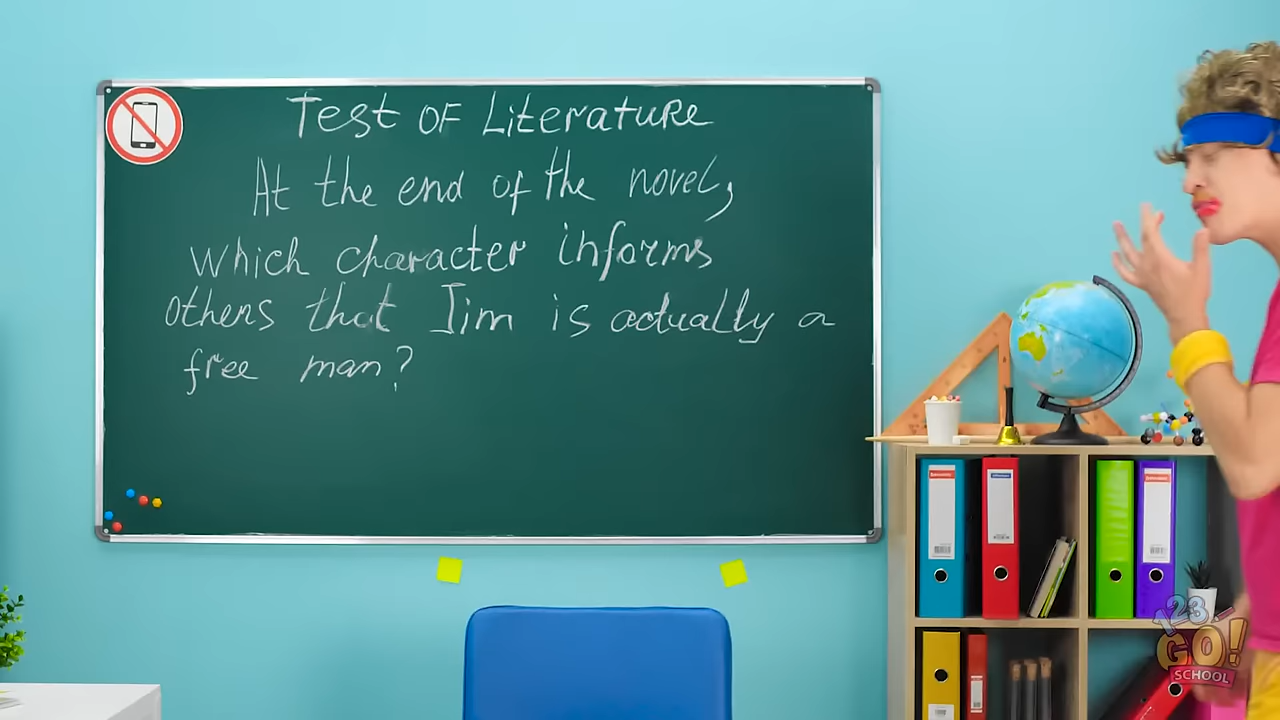 Test of Literature
At the end of the novel,
which character informs
others that Jim is actually a
free man?
123
GO!
SCHOOL